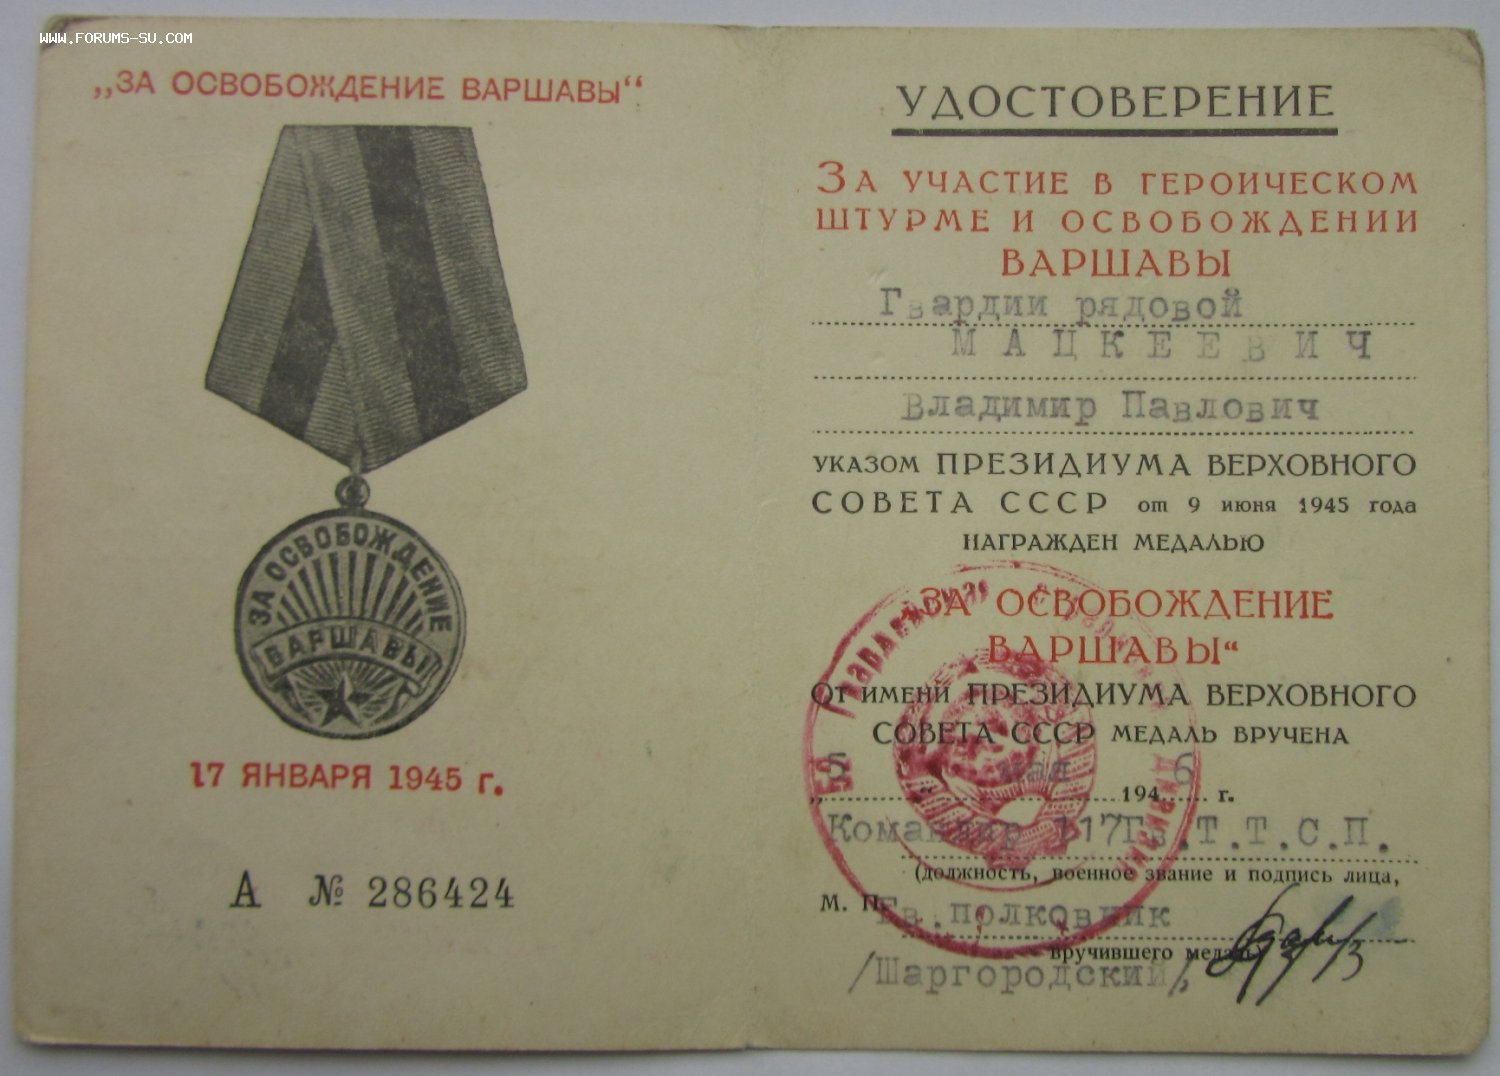 WWW.FORUMS-SU.COM
„ЗА ОСВОБОЖДЕНИЕ ВАРШАВЫ“
ЗА ОСВОБОЖДЕНИЕ
ВАРШАВЫ
17 ЯНВАРЯ 1945 г.
А № 286424
УДОСТОВЕРЕНИЕ
ЗА УЧАСТИЕ В ГЕРОИЧЕСКОМ
ШТУРМЕ И ОСВОБОЖДЕНИИ
ВАРШАВЫ
Гвардии рядовой
МАЦКЕЕВИЧ
Владимир Павлович
УКАЗОМ ПРЕЗИДИУМА ВЕРХОВНОГО
СОВЕТА СССР от 9 июня 1945 года
НАГРАЖДЕН МЕДАЛЬЮ
„ЗА ОСВОБОЖДЕНИЕ
ВАРШАВЫ“
ОТ ИМЕНИ ПРЕЗИДИУМА ВЕРХОВНОГО
СОВЕТА СССР МЕДАЛЬ ВРУЧЕНА
„ “ мая 1946 г.
Командир 117Гв.Т.Т.С.П.
(должность, военное звание и подпись лица,
М. П. Гв.полковник
вручившего медаль)
/Шаргородский/.